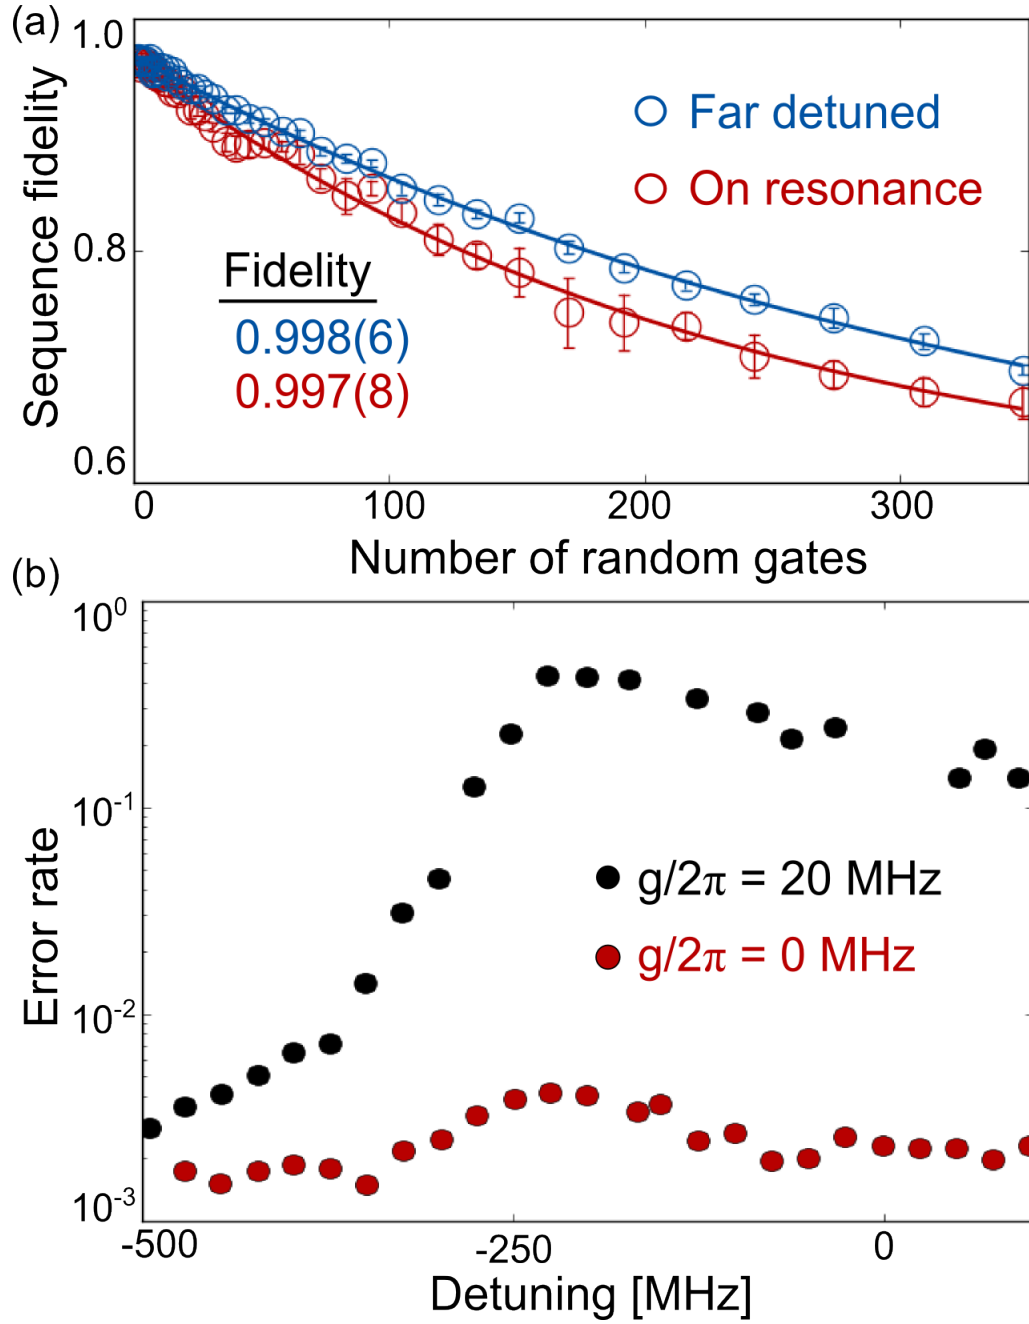 (a)
1.0
0.8
0.6
Sequence fidelity
Far detuned
On resonance
Fidelity
0.998(6)
0.997(8)
0 100 200 300
Number of random gates
(b)
10⁰
10⁻¹
10⁻²
10⁻³
Error rate
g/2π = 20 MHz
g/2π = 0 MHz
-500 -250 0
Detuning [MHz]